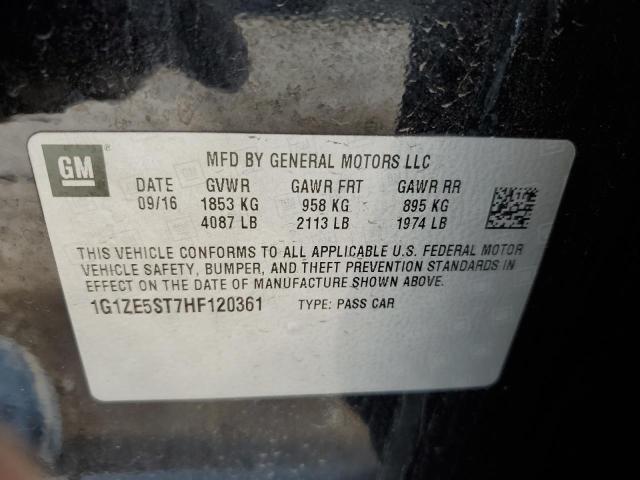 GM
MFD BY GENERAL MOTORS LLC
DATE GVWR GAWR FRT GAWR RR
09/16 1853 KG 958 KG 895 KG
4087 LB 2113 LB 1974 LB
THIS VEHICLE CONFORMS TO ALL APPLICABLE U.S. FEDERAL MOTOR
VEHICLE SAFETY, BUMPER, AND THEFT PREVENTION STANDARDS IN
EFFECT ON THE DATE OF MANUFACTURE SHOWN ABOVE.
1G1ZE5ST7HF120361 TYPE: PASS CAR